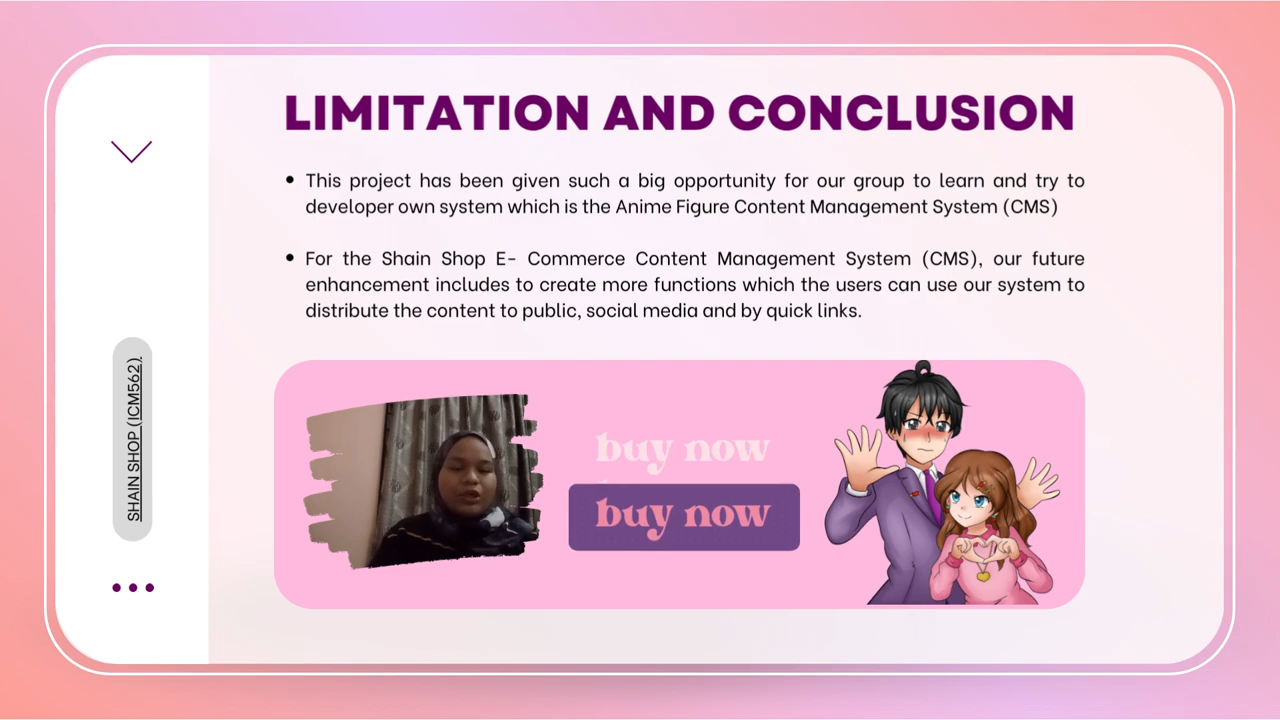 LIMITATION AND CONCLUSION
• This project has been given such a big opportunity for our group to learn and try to
developer own system which is the Anime Figure Content Management System (CMS)
• For the Shain Shop E- Commerce Content Management System (CMS), our future
enhancement includes to create more functions which the users can use our system to
distribute the content to public, social media and by quick links.
SHAIN SHOP (ICM562).
buy now
buy now